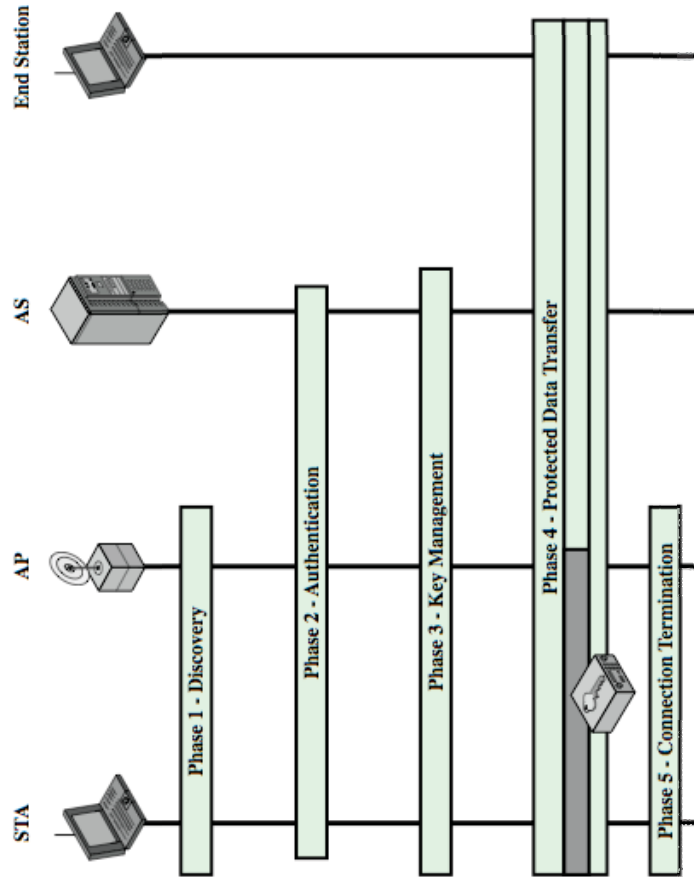 STA
AP
AS
End Station
Phase 1 - Discovery
Phase 2 - Authentication
Phase 3 - Key Management
Phase 4 - Protected Data Transfer
Phase 5 - Connection Termination